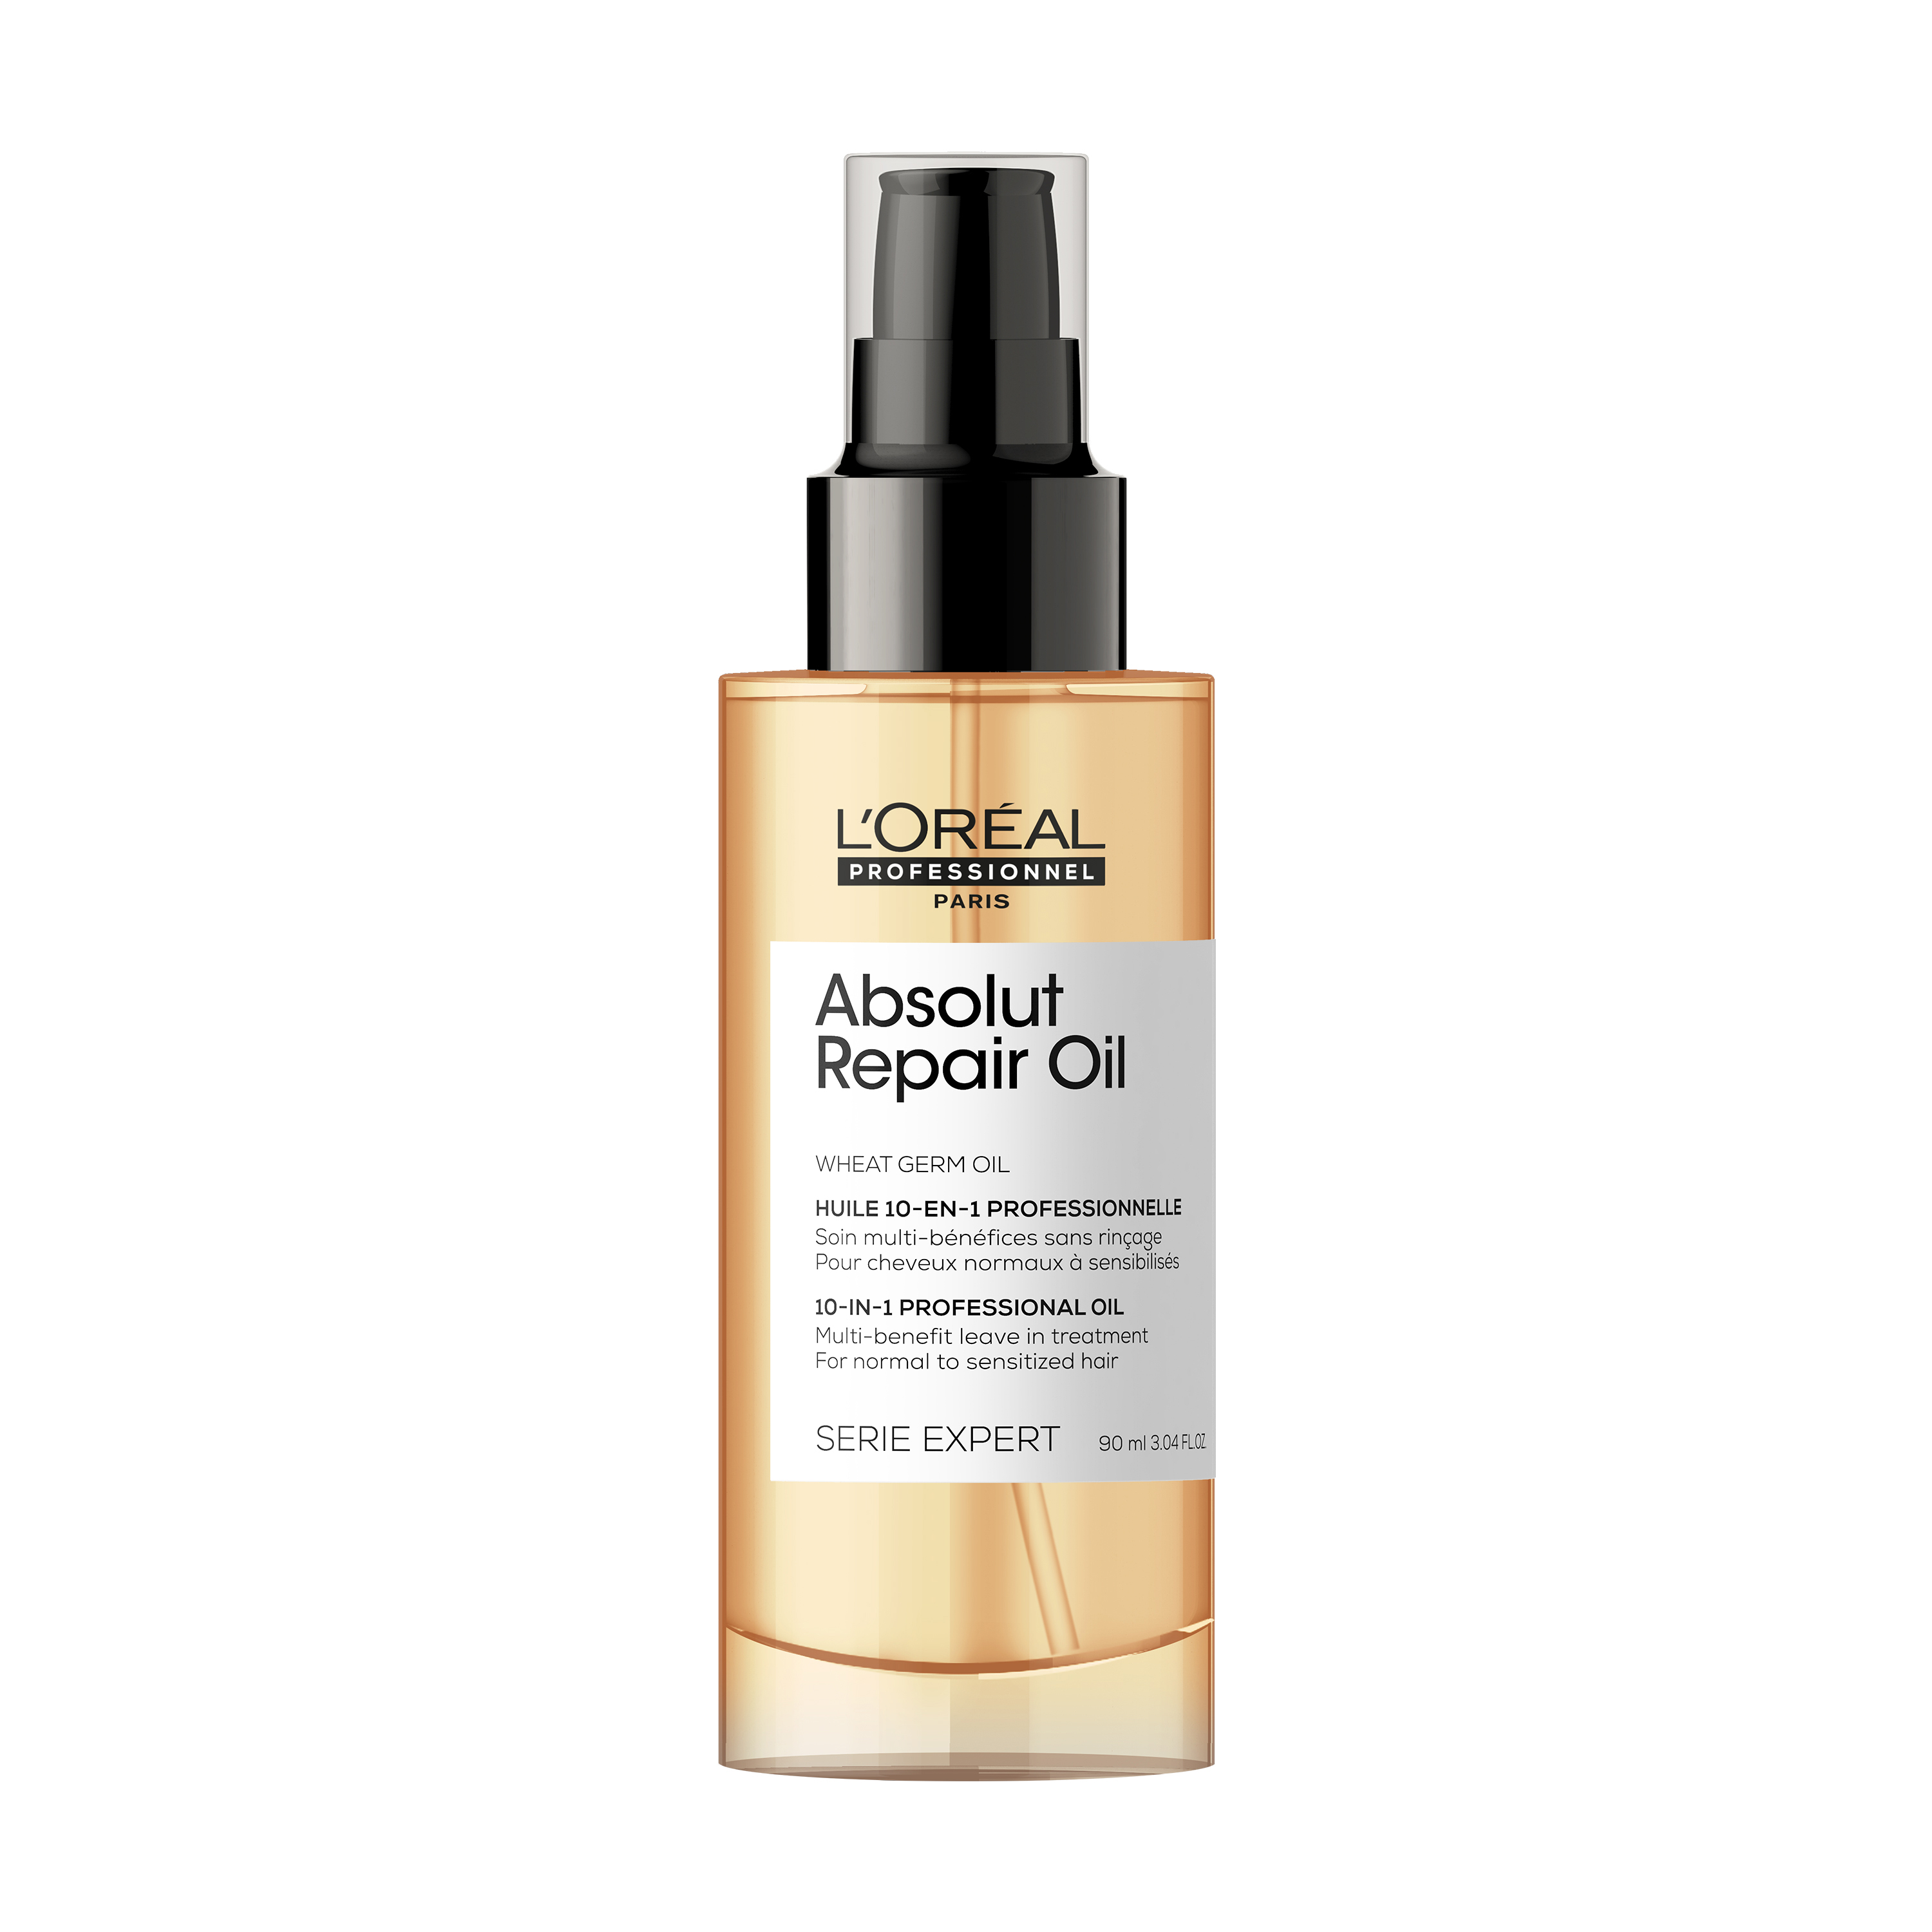 L'ORÉAL
PROFESSIONNEL
PARIS
Absolut
Repair Oil
WHEAT GERM OIL
HUILE 10-EN-1 PROFESSIONNELLE
Soin multi-bénéfices sans rinçage
Pour cheveux normaux à sensibilisés
10-IN-1 PROFESSIONAL OIL
Multi-benefit leave in treatment
For normal to sensitized hair
SERIE EXPERT 90 ml 3.04 FL.OZ.